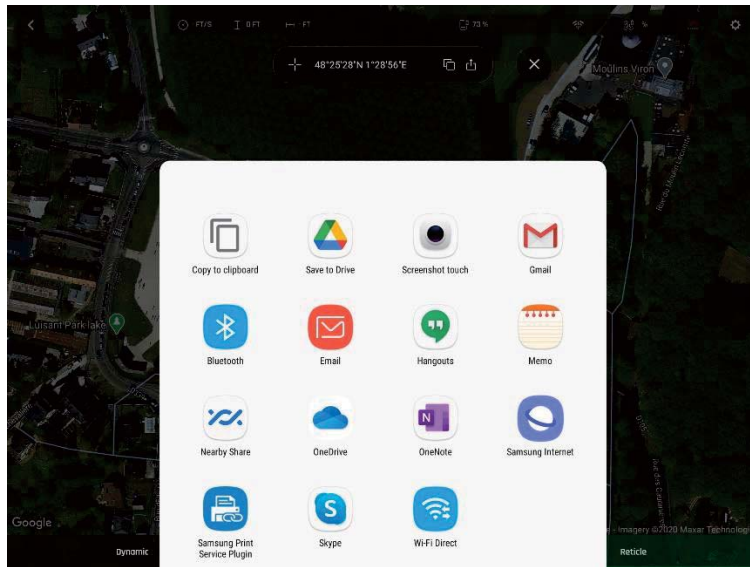 FT/S
0 FT
FT
73 %
%
48°25'28"N 1°28'56"E
Moulins Viron
Luisant Park lake
Copy to clipboard
Save to Drive
Screenshot touch
Gmail
Bluetooth
Email
Hangouts
Memo
Nearby Share
OneDrive
OneNote
N
Samsung Internet
Samsung Print
Service Plugin
S
Skype
Wi-Fi Direct
Google
Imagery ©2020 Maxar Technologi
Dynamic
Reticle